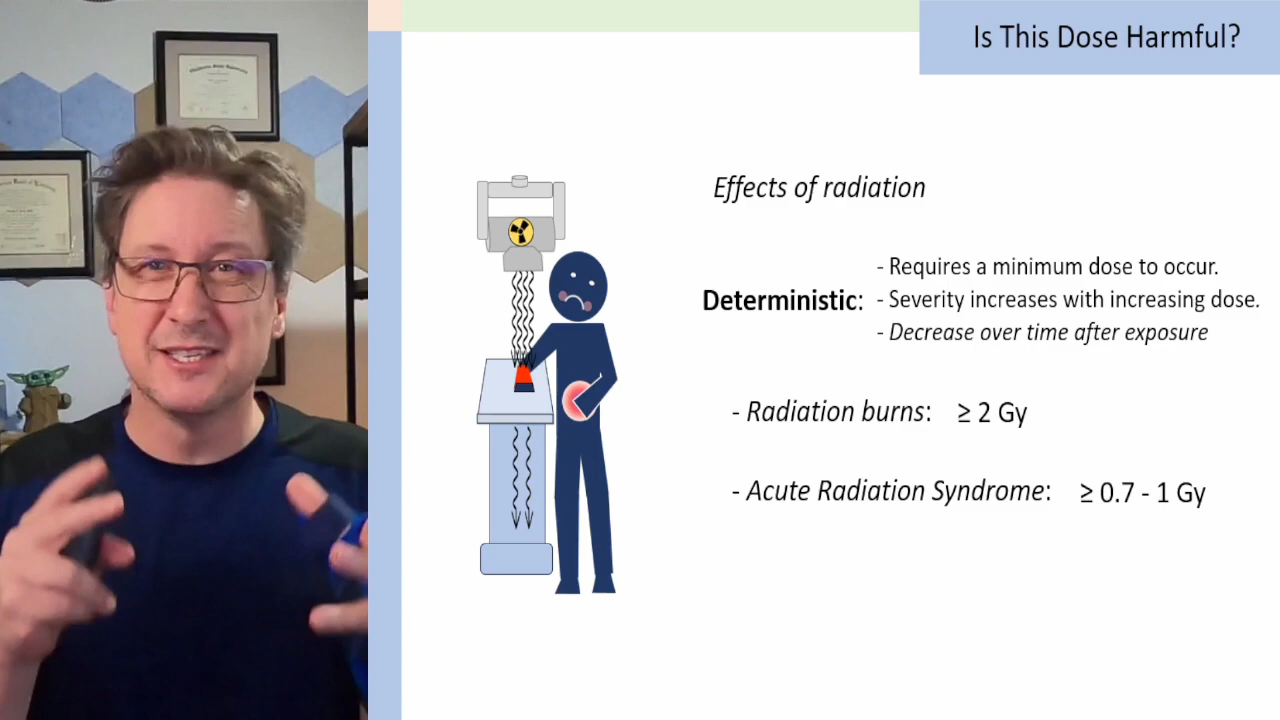 Is This Dose Harmful?
Effects of radiation
Deterministic:
- Requires a minimum dose to occur.
- Severity increases with increasing dose.
- Decrease over time after exposure
- Radiation burns: ≥ 2 Gy
- Acute Radiation Syndrome: ≥ 0.7 - 1 Gy